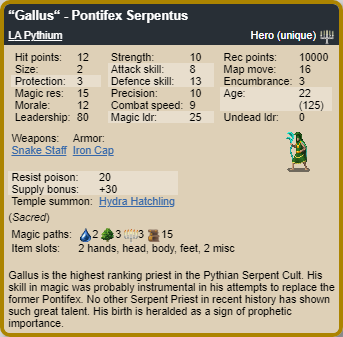 “Gallus“ - Pontifex Serpentus
LA Pythium Hero (unique)
Hit points: 12 Strength: 10 Rec points: 10000
Size: 2 Attack skill: 8 Map move: 16
Protection: 3 Defence skill: 13 Encumbrance: 3
Magic res: 15 Precision: 10 Age: 22
Morale: 12 Combat speed: 9 (125)
Leadership: 80 Magic ldr: 25 Undead ldr: 0
Weapons: Armor:
Snake Staff Iron Cap
Resist poison: 20
Supply bonus: +30
Temple summon: Hydra Hatchling
(Sacred)
Magic paths: 2 3 3 15
Item slots: 2 hands, head, body, feet, 2 misc
Gallus is the highest ranking priest in the Pythian Serpent Cult. His
skill in magic was probably instrumental in his attempts to replace the
former Pontifex. No other Serpent Priest in recent history has shown
such great talent. His birth is heralded as a sign of prophetic
importance.